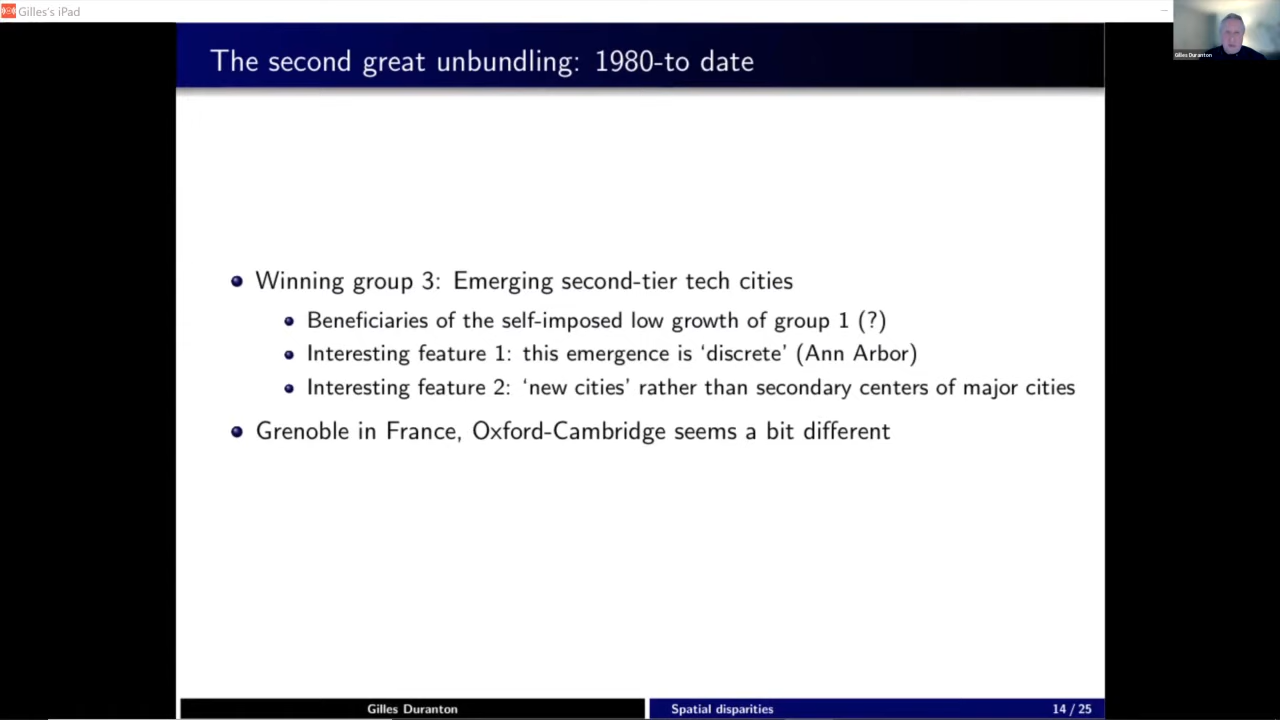 Gilles's iPad
Gilles Duranton
The second great unbundling: 1980-to date
Winning group 3: Emerging second-tier tech cities
Beneficiaries of the self-imposed low growth of group 1 (?)
Interesting feature 1: this emergence is ‘discrete’ (Ann Arbor)
Interesting feature 2: ‘new cities’ rather than secondary centers of major cities
Grenoble in France, Oxford-Cambridge seems a bit different
Gilles Duranton
Spatial disparities
14 / 25